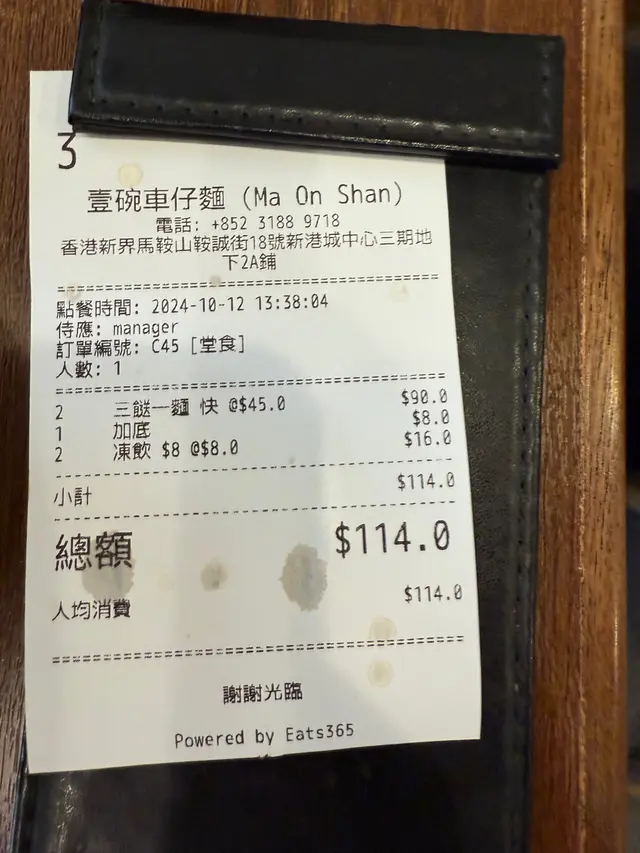 3
壹碗車仔麵 (Ma On Shan)
電話: +852 3188 9718
香港新界馬鞍山鞍誠街18號新港城中心三期地
下2A鋪
點餐時間: 2024-10-12 13:38:04
侍應: manager
訂單編號: C45 [堂食]
人數: 1
2 三餸一麵 快 @$45.0 $90.0
1 加底 $8.0
2 凍飲 $8 @$8.0 $16.0
小計 $114.0
總額 $114.0
人均消費 $114.0
謝謝光臨
Powered by Eats365